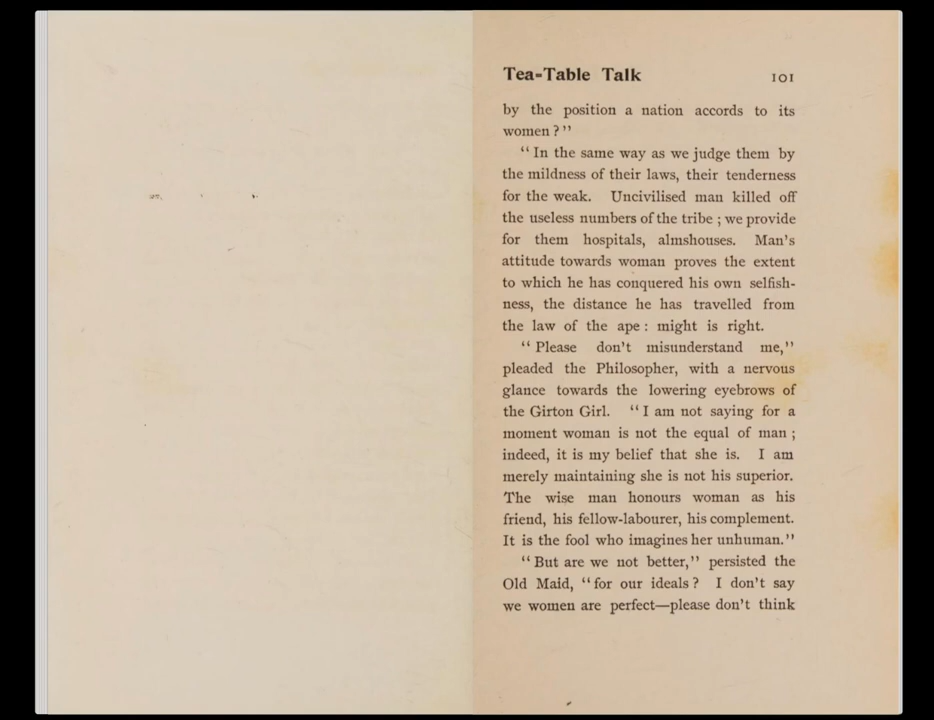 Tea-Table Talk 101
by the position a nation accords to its
women?"
"In the same way as we judge them by
the mildness of their laws, their tenderness
for the weak. Uncivilised man killed off
the useless numbers of the tribe; we provide
for them hospitals, almshouses. Man's
attitude towards woman proves the extent
to which he has conquered his own selfish-
ness, the distance he has travelled from
the law of the ape: might is right.
"Please don't misunderstand me,"
pleaded the Philosopher, with a nervous
glance towards the lowering eyebrows of
the Girton Girl. "I am not saying for a
moment woman is not the equal of man;
indeed, it is my belief that she is. I am
merely maintaining she is not his superior.
The wise man honours woman as his
friend, his fellow-labourer, his complement.
It is the fool who imagines her unhuman."
"But are we not better," persisted the
Old Maid, "for our ideals? I don't say
we women are perfect—please don't think